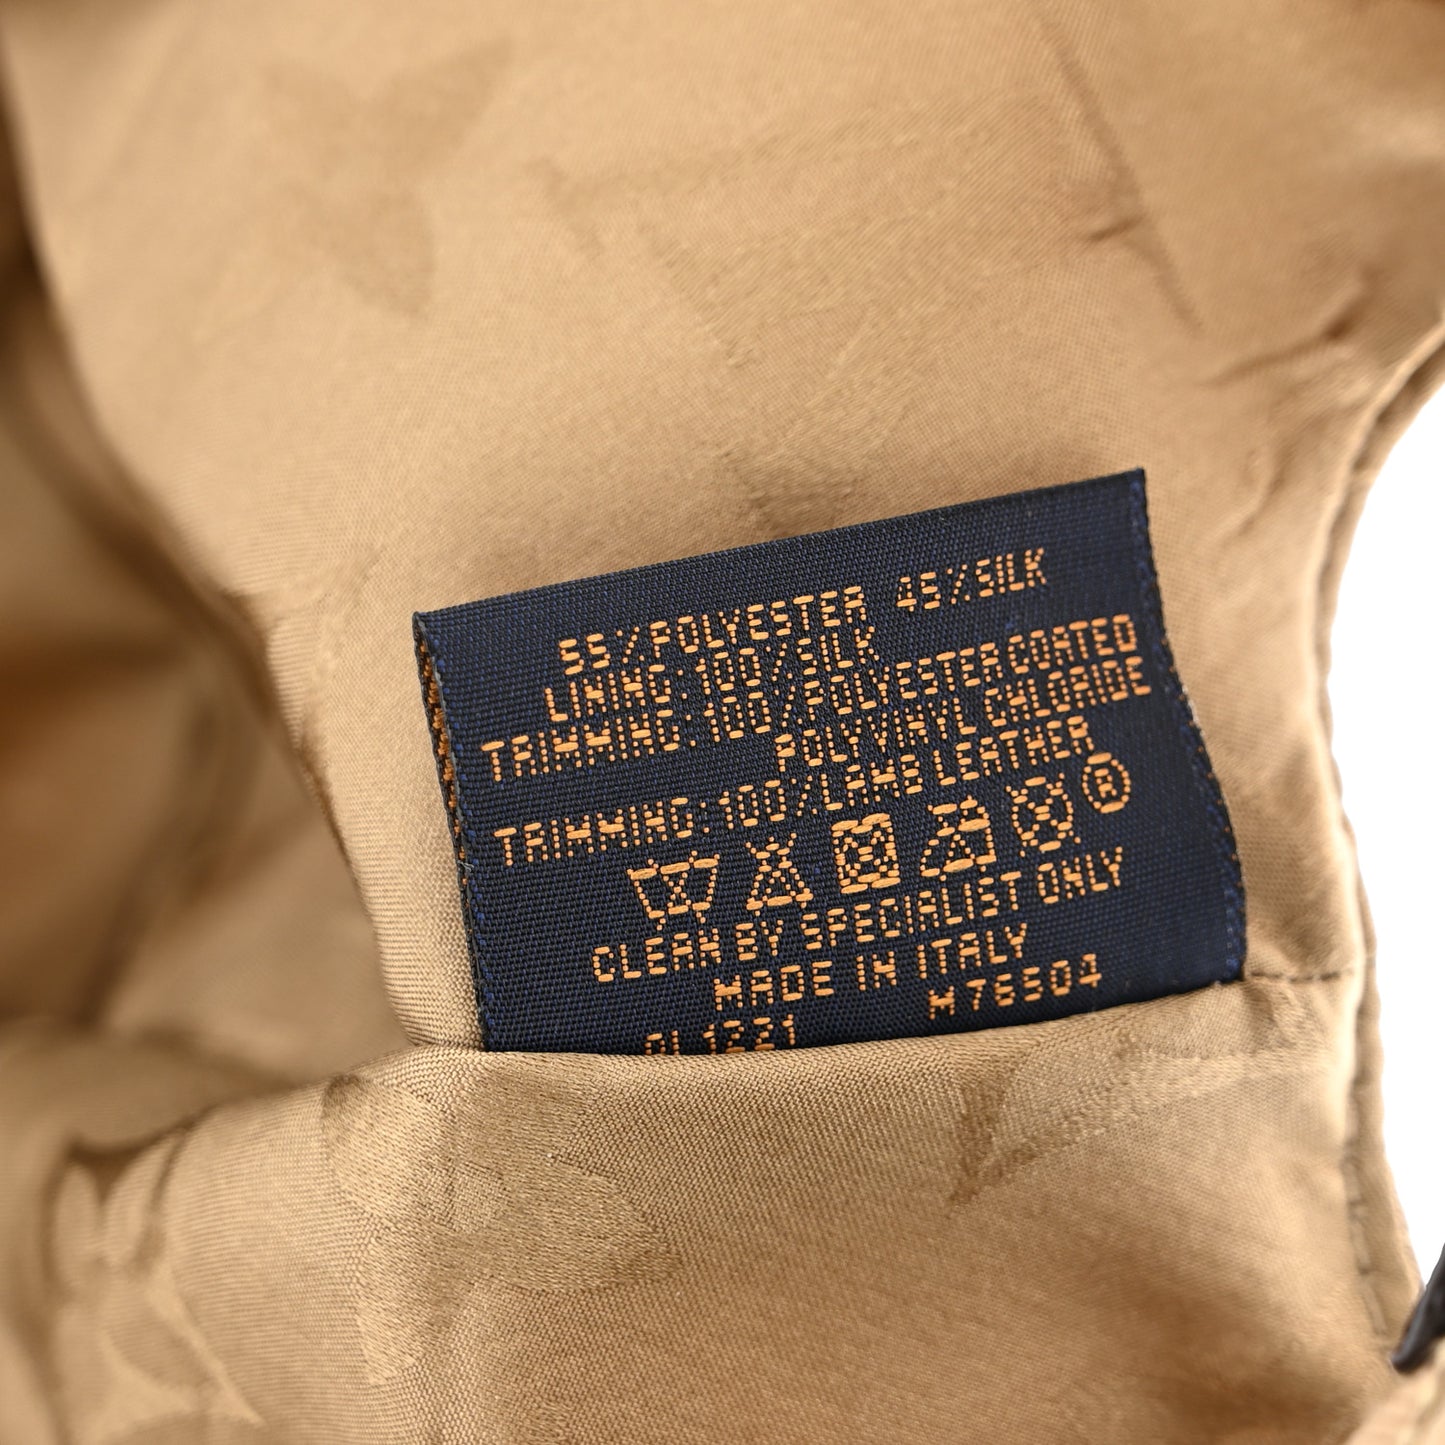 55%POLYESTER 45%SILK
LINING:100%SILK
TRIMMING:100%POLYESTER COATED
POLYVINYL CHLORIDE
TRIMMING:100%LAMB LEATHER
®
CLEAN BY SPECIALIST ONLY
MADE IN ITALY
M76504
1221